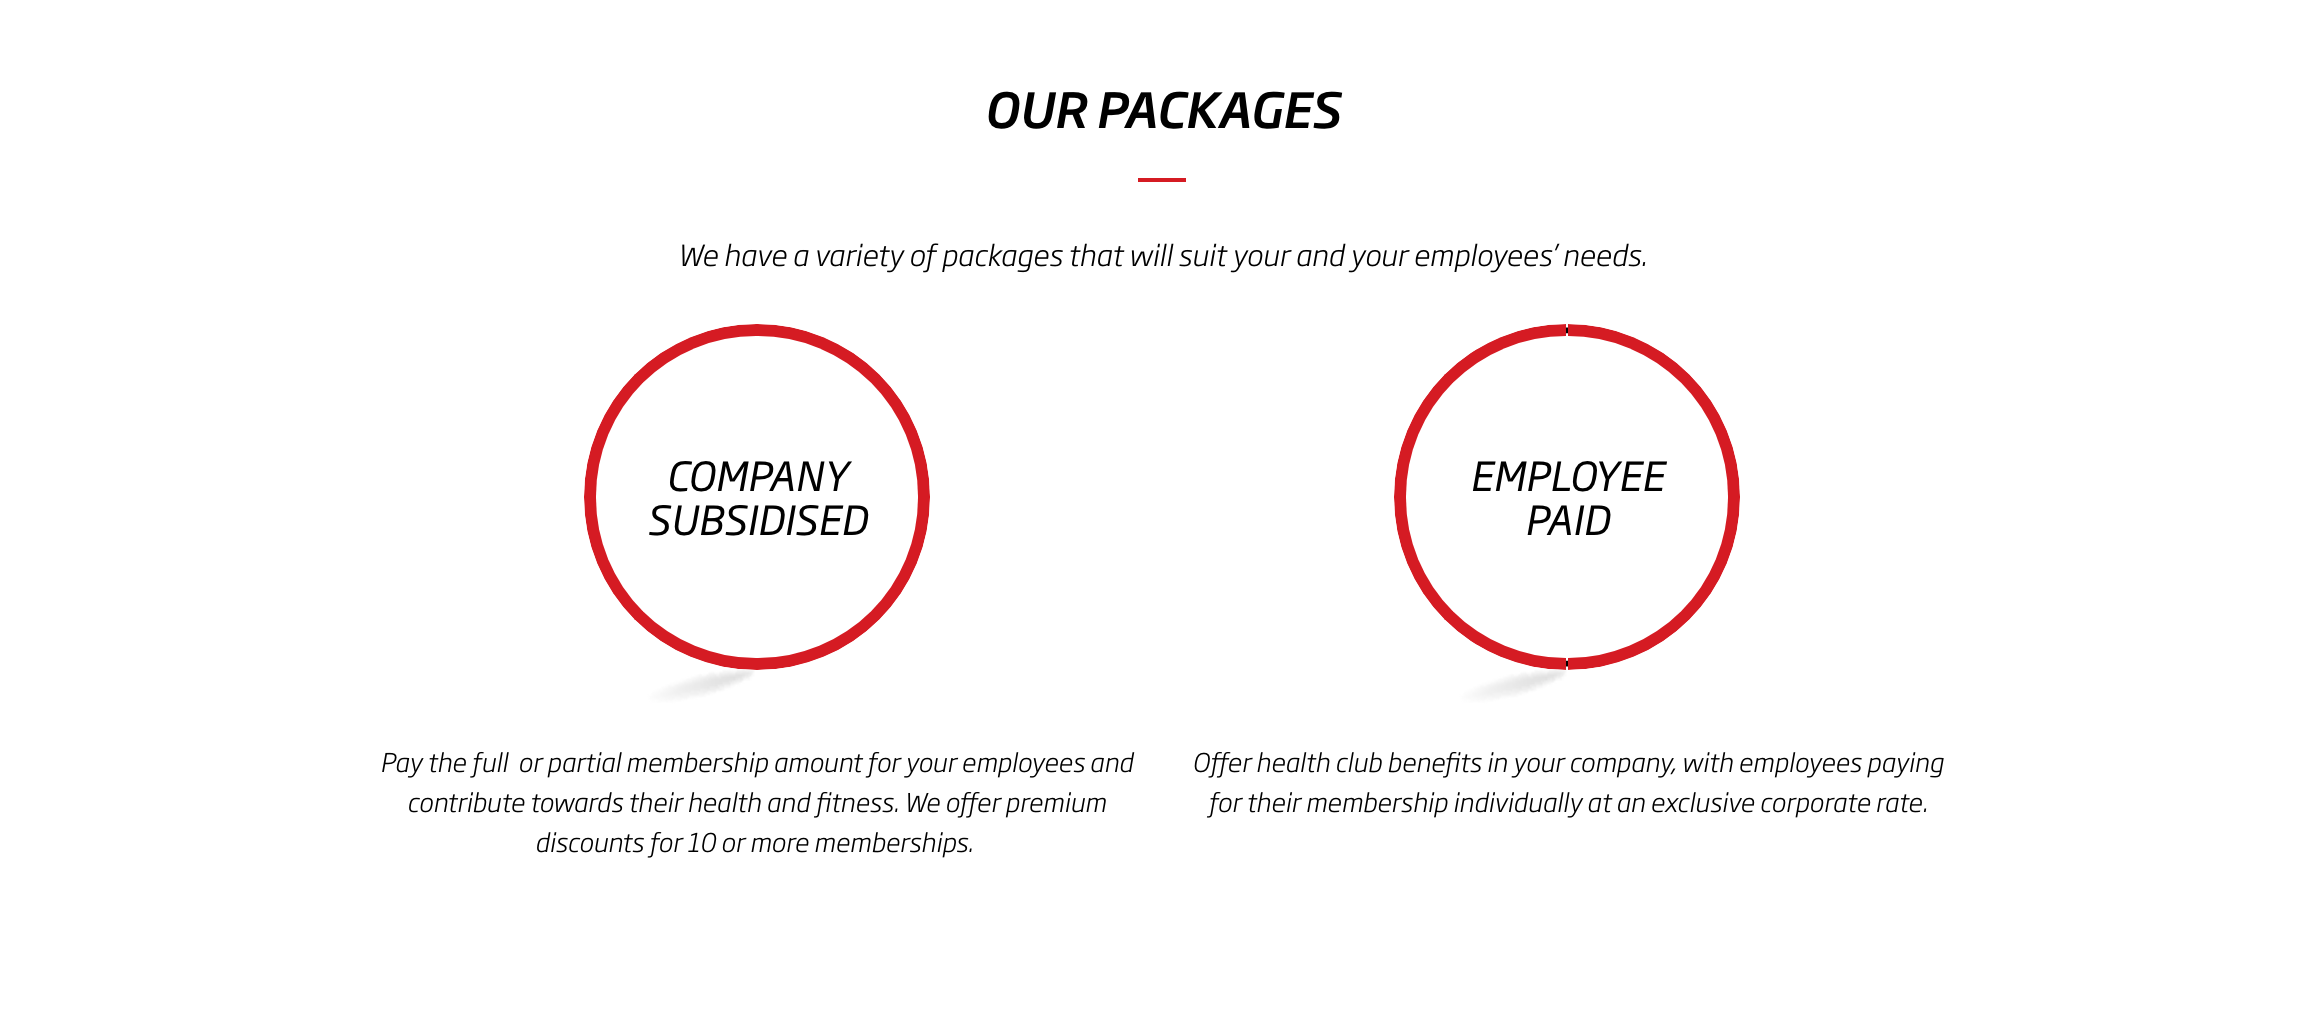 OUR PACKAGES
We have a variety of packages that will suit your and your employees’ needs.
COMPANY
SUBSIDISED
Pay the full  or partial membership amount for your employees and
contribute towards their health and fitness. We offer premium
discounts for 10 or more memberships.
EMPLOYEE
PAID
Offer health club benefits in your company, with employees paying
for their membership individually at an exclusive corporate rate.